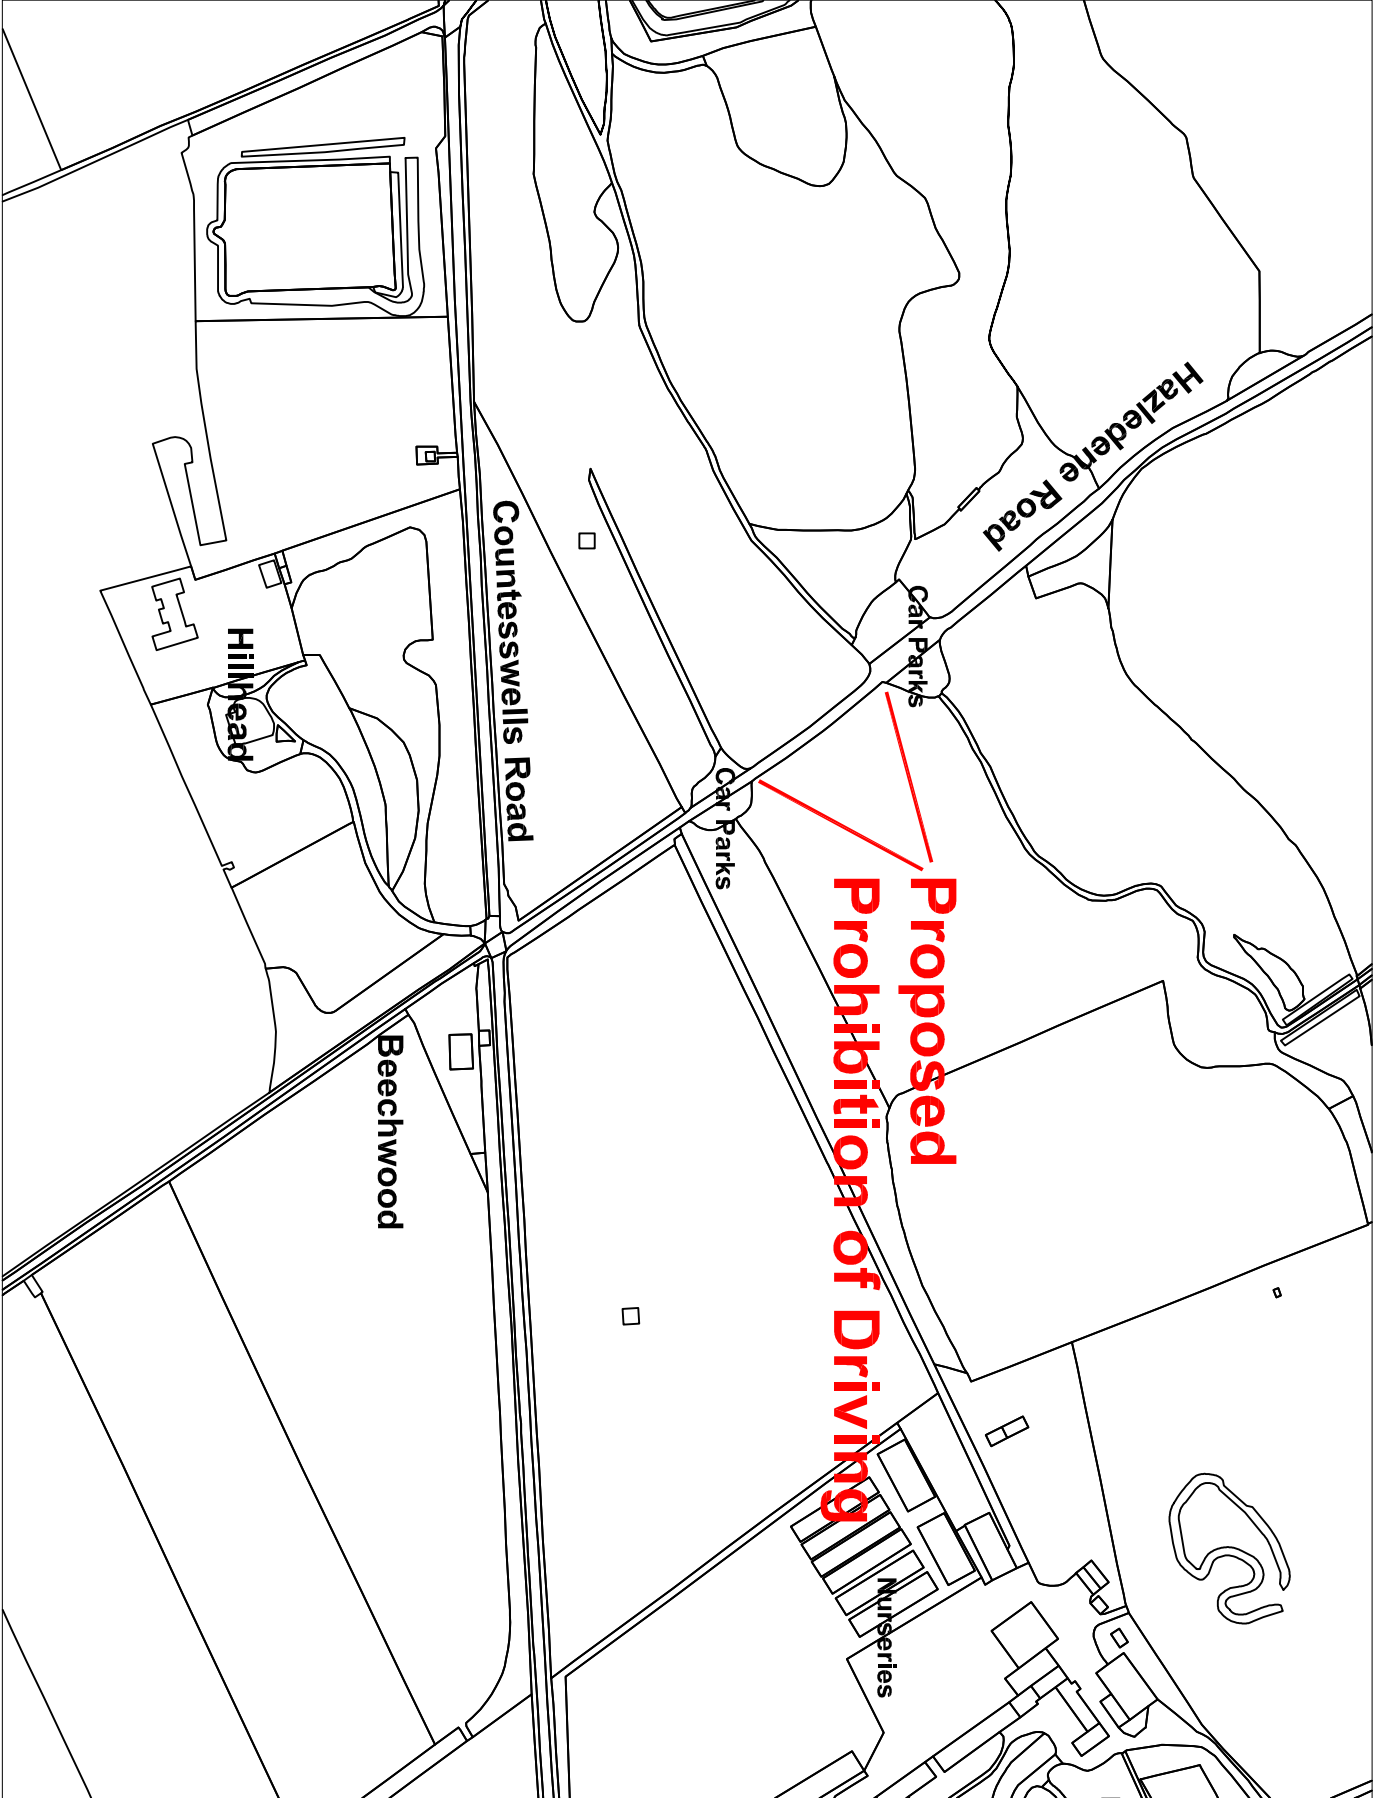 Hazledene Road
Car Parks
Proposed
Prohibition of Driving
Car Parks
Countesswells Road
Hillhead
Beechwood
Nurseries